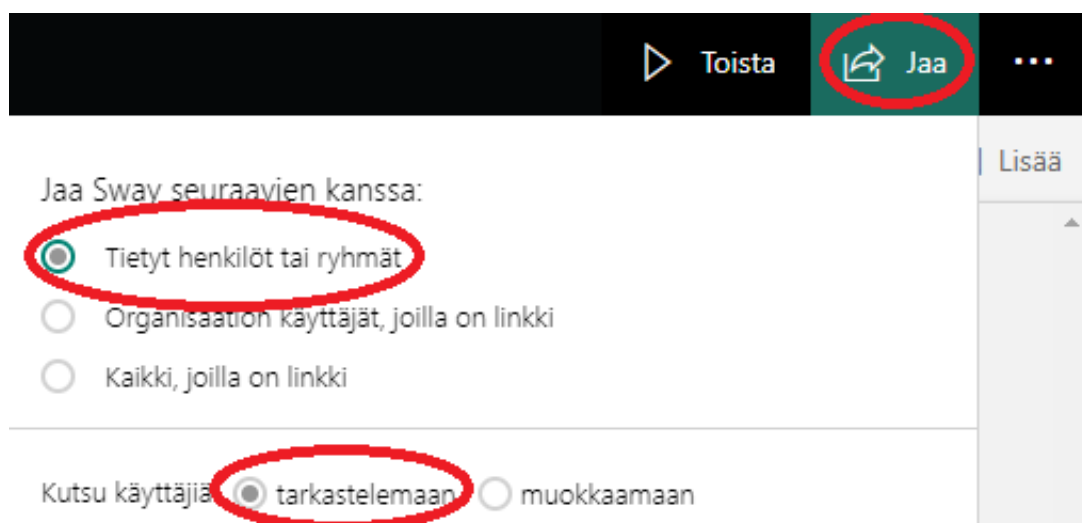 Toista Jaa ...
Lisää
Jaa Sway seuraavien kanssa:
Tietyt henkilöt tai ryhmät
Organisaation käyttäjät, joilla on linkki
Kaikki, joilla on linkki
Kutsu käyttäjiä tarkastelemaan muokkaamaan